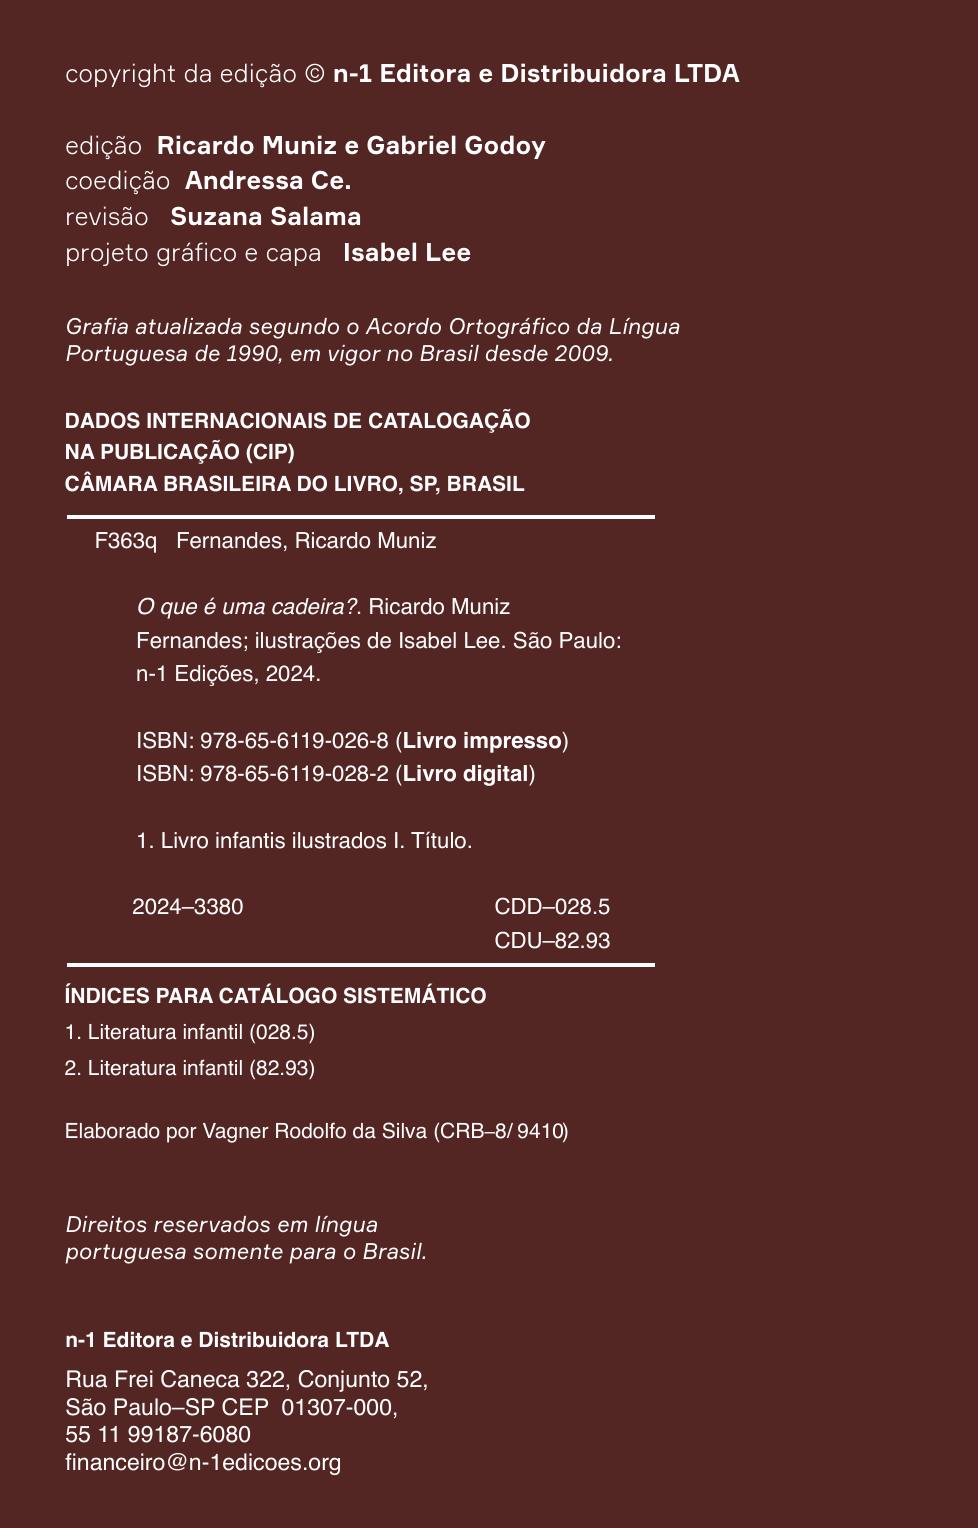 copyright da edição © n-1 Editora e Distribuidora LTDA
edição Ricardo Muniz e Gabriel Godoy
coedição Andressa Ce.
revisão Suzana Salama
projeto gráfico e capa Isabel Lee
Grafia atualizada segundo o Acordo Ortográfico da Língua
Portuguesa de 1990, em vigor no Brasil desde 2009.
DADOS INTERNACIONAIS DE CATALOGAÇÃO
NA PUBLICAÇÃO (CIP)
CÂMARA BRASILEIRA DO LIVRO, SP, BRASIL
F363q Fernandes, Ricardo Muniz
O que é uma cadeira?. Ricardo Muniz
Fernandes; ilustrações de Isabel Lee. São Paulo:
n-1 Edições, 2024.
ISBN: 978-65-6119-026-8 (Livro impresso)
ISBN: 978-65-6119-028-2 (Livro digital)
1. Livro infantis ilustrados I. Título.
2024–3380 CDD–028.5
CDU–82.93
ÍNDICES PARA CATÁLOGO SISTEMÁTICO
1. Literatura infantil (028.5)
2. Literatura infantil (82.93)
Elaborado por Vagner Rodolfo da Silva (CRB–8/ 9410)
Direitos reservados em língua
portuguesa somente para o Brasil.
n-1 Editora e Distribuidora LTDA
Rua Frei Caneca 322, Conjunto 52,
São Paulo–SP CEP 01307-000,
55 11 99187-6080
financeiro@n-1edicoes.org